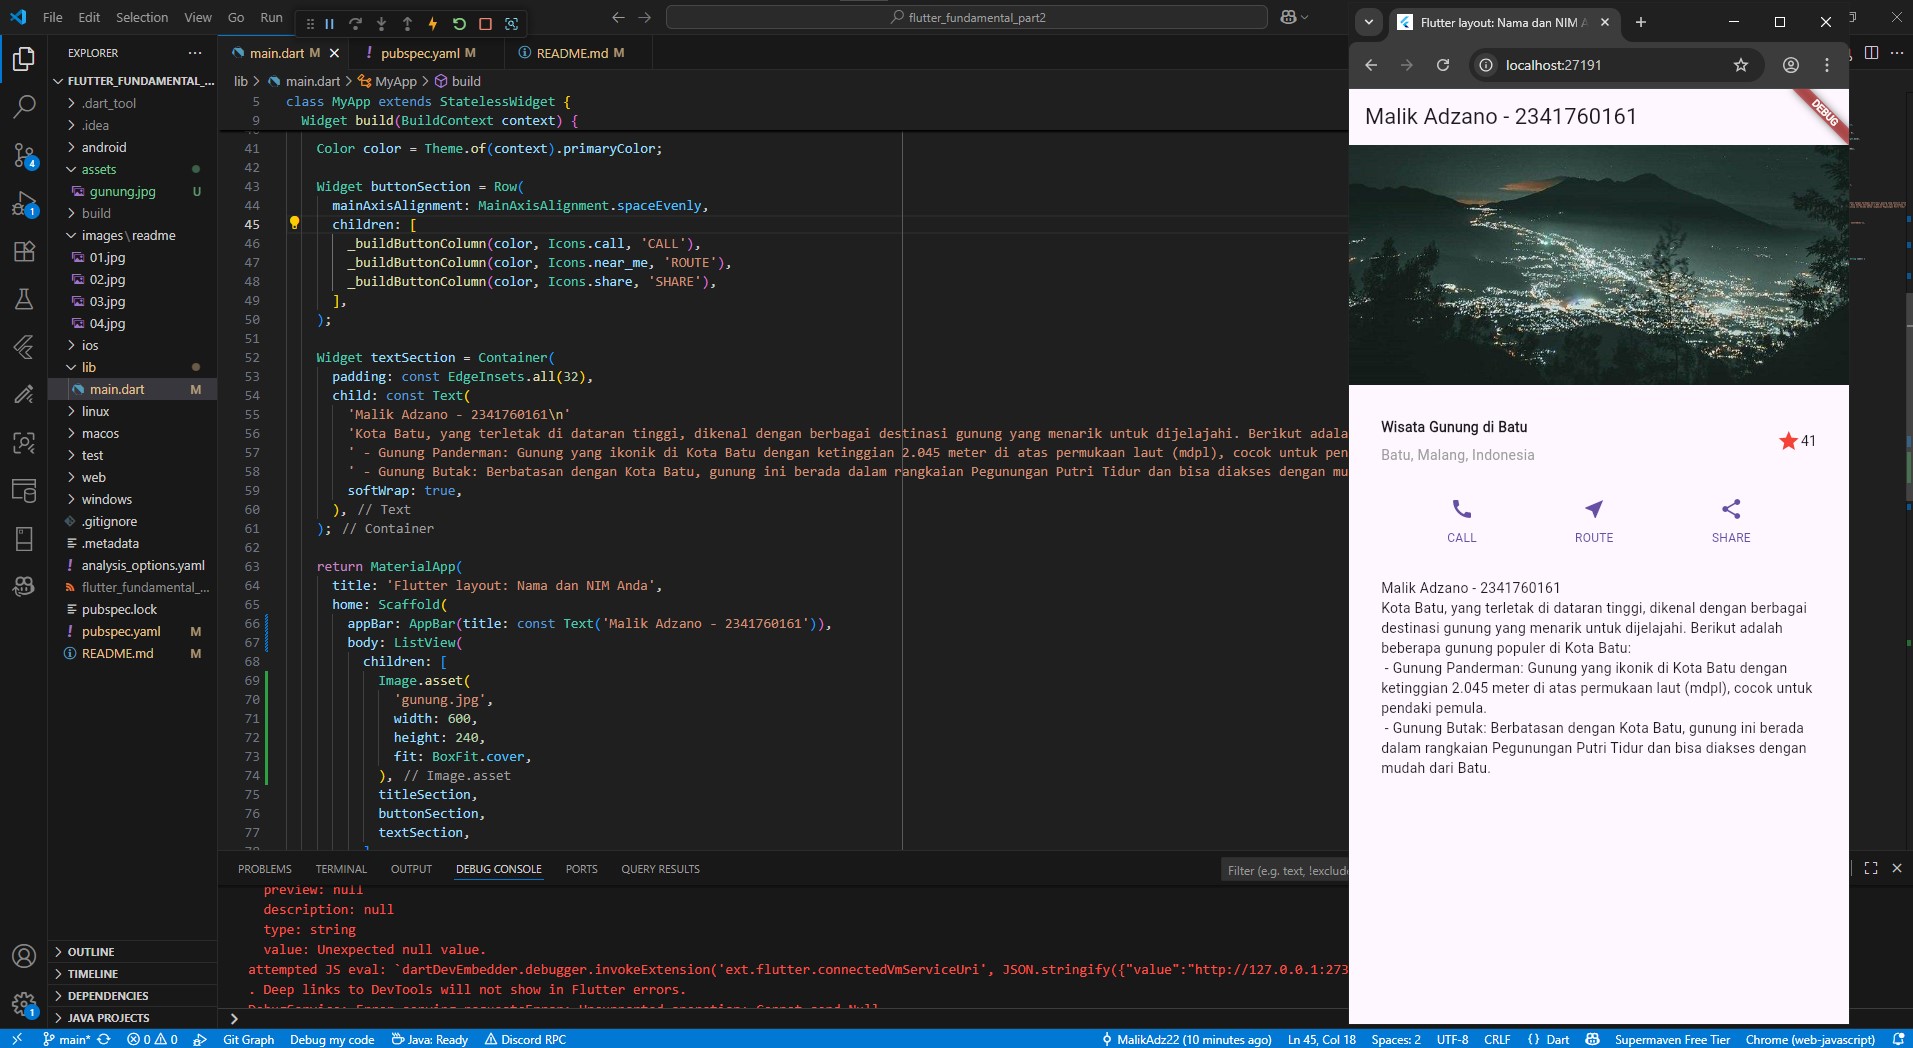 File Edit Selection View Go Run
flutter_fundamental_part2
EXPLORER
FLUTTER_FUNDAMENTAL_...
.dart_tool
.idea
android
assets
gunung.jpg U
build
images\readme
01.jpg
02.jpg
03.jpg
04.jpg
ios
lib
main.dart M
linux
macos
test
web
windows
.gitignore
.metadata
analysis_options.yaml
flutter_fundamental_...
pubspec.lock
pubspec.yaml M
README.md M
OUTLINE
TIMELINE
DEPENDENCIES
JAVA PROJECTS
4
1
1
main.dart M
pubspec.yaml M
README.md M
lib > main.dart > MyApp > build
5 class MyApp extends StatelessWidget {
9 Widget build(BuildContext context) {
41 Color color = Theme.of(context).primaryColor;
42
43 Widget buttonSection = Row(
44 mainAxisAlignment: MainAxisAlignment.spaceEvenly,
45 children: [
46 _buildButtonColumn(color, Icons.call, 'CALL'),
47 _buildButtonColumn(color, Icons.near_me, 'ROUTE'),
48 _buildButtonColumn(color, Icons.share, 'SHARE'),
49 ],
50 );
51
52 Widget textSection = Container(
53 padding: const EdgeInsets.all(32),
54 child: const Text(
55 'Malik Adzano - 2341760161\n'
56 'Kota Batu, yang terletak di dataran tinggi, dikenal dengan berbagai destinasi gunung yang menarik untuk dijelajahi. Berikut adala
57 ' - Gunung Panderman: Gunung yang ikonik di Kota Batu dengan ketinggian 2.045 meter di atas permukaan laut (mdpl), cocok untuk pen
58 ' - Gunung Butak: Berbatasan dengan Kota Batu, gunung ini berada dalam rangkaian Pegunungan Putri Tidur dan bisa diakses dengan mu
59 softWrap: true,
60 ), // Text
61 ); // Container
62
63 return MaterialApp(
64 title: 'Flutter layout: Nama dan NIM Anda',
65 home: Scaffold(
66 appBar: AppBar(title: const Text('Malik Adzano - 2341760161')),
67 body: ListView(
68 children: [
69 Image.asset(
70 'gunung.jpg',
71 width: 600,
72 height: 240,
73 fit: BoxFit.cover,
74 ), // Image.asset
75 titleSection,
76 buttonSection,
77 textSection,
PROBLEMS TERMINAL OUTPUT DEBUG CONSOLE PORTS QUERY RESULTS
Filter (e.g. text, !exclude
preview: null
description: null
type: string
value: Unexpected null value.
attempted JS eval: `dartDevEmbedder.debugger.invokeExtension('ext.flutter.connectedVmServiceUri', JSON.stringify({"value":"http://127.0.0.1:273
. Deep links to DevTools will not show in Flutter errors.
main* 0 0 Git Graph Debug my code Java: Ready Discord RPC
MalikAdz22 (10 minutes ago) Ln 45, Col 18 Spaces: 2 UTF-8 CRLF {} Dart Supermaven Free Tier Chrome (web-javascript)
Flutter layout: Nama dan NIM A
localhost:27191
Malik Adzano - 2341760161
DEBUG
Wisata Gunung di Batu
Batu, Malang, Indonesia
41
CALL ROUTE SHARE
Malik Adzano - 2341760161
Kota Batu, yang terletak di dataran tinggi, dikenal dengan berbagai
destinasi gunung yang menarik untuk dijelajahi. Berikut adalah
beberapa gunung populer di Kota Batu:
- Gunung Panderman: Gunung yang ikonik di Kota Batu dengan
ketinggian 2.045 meter di atas permukaan laut (mdpl), cocok untuk
pendaki pemula.
- Gunung Butak: Berbatasan dengan Kota Batu, gunung ini berada
dalam rangkaian Pegunungan Putri Tidur dan bisa diakses dengan
mudah dari Batu.